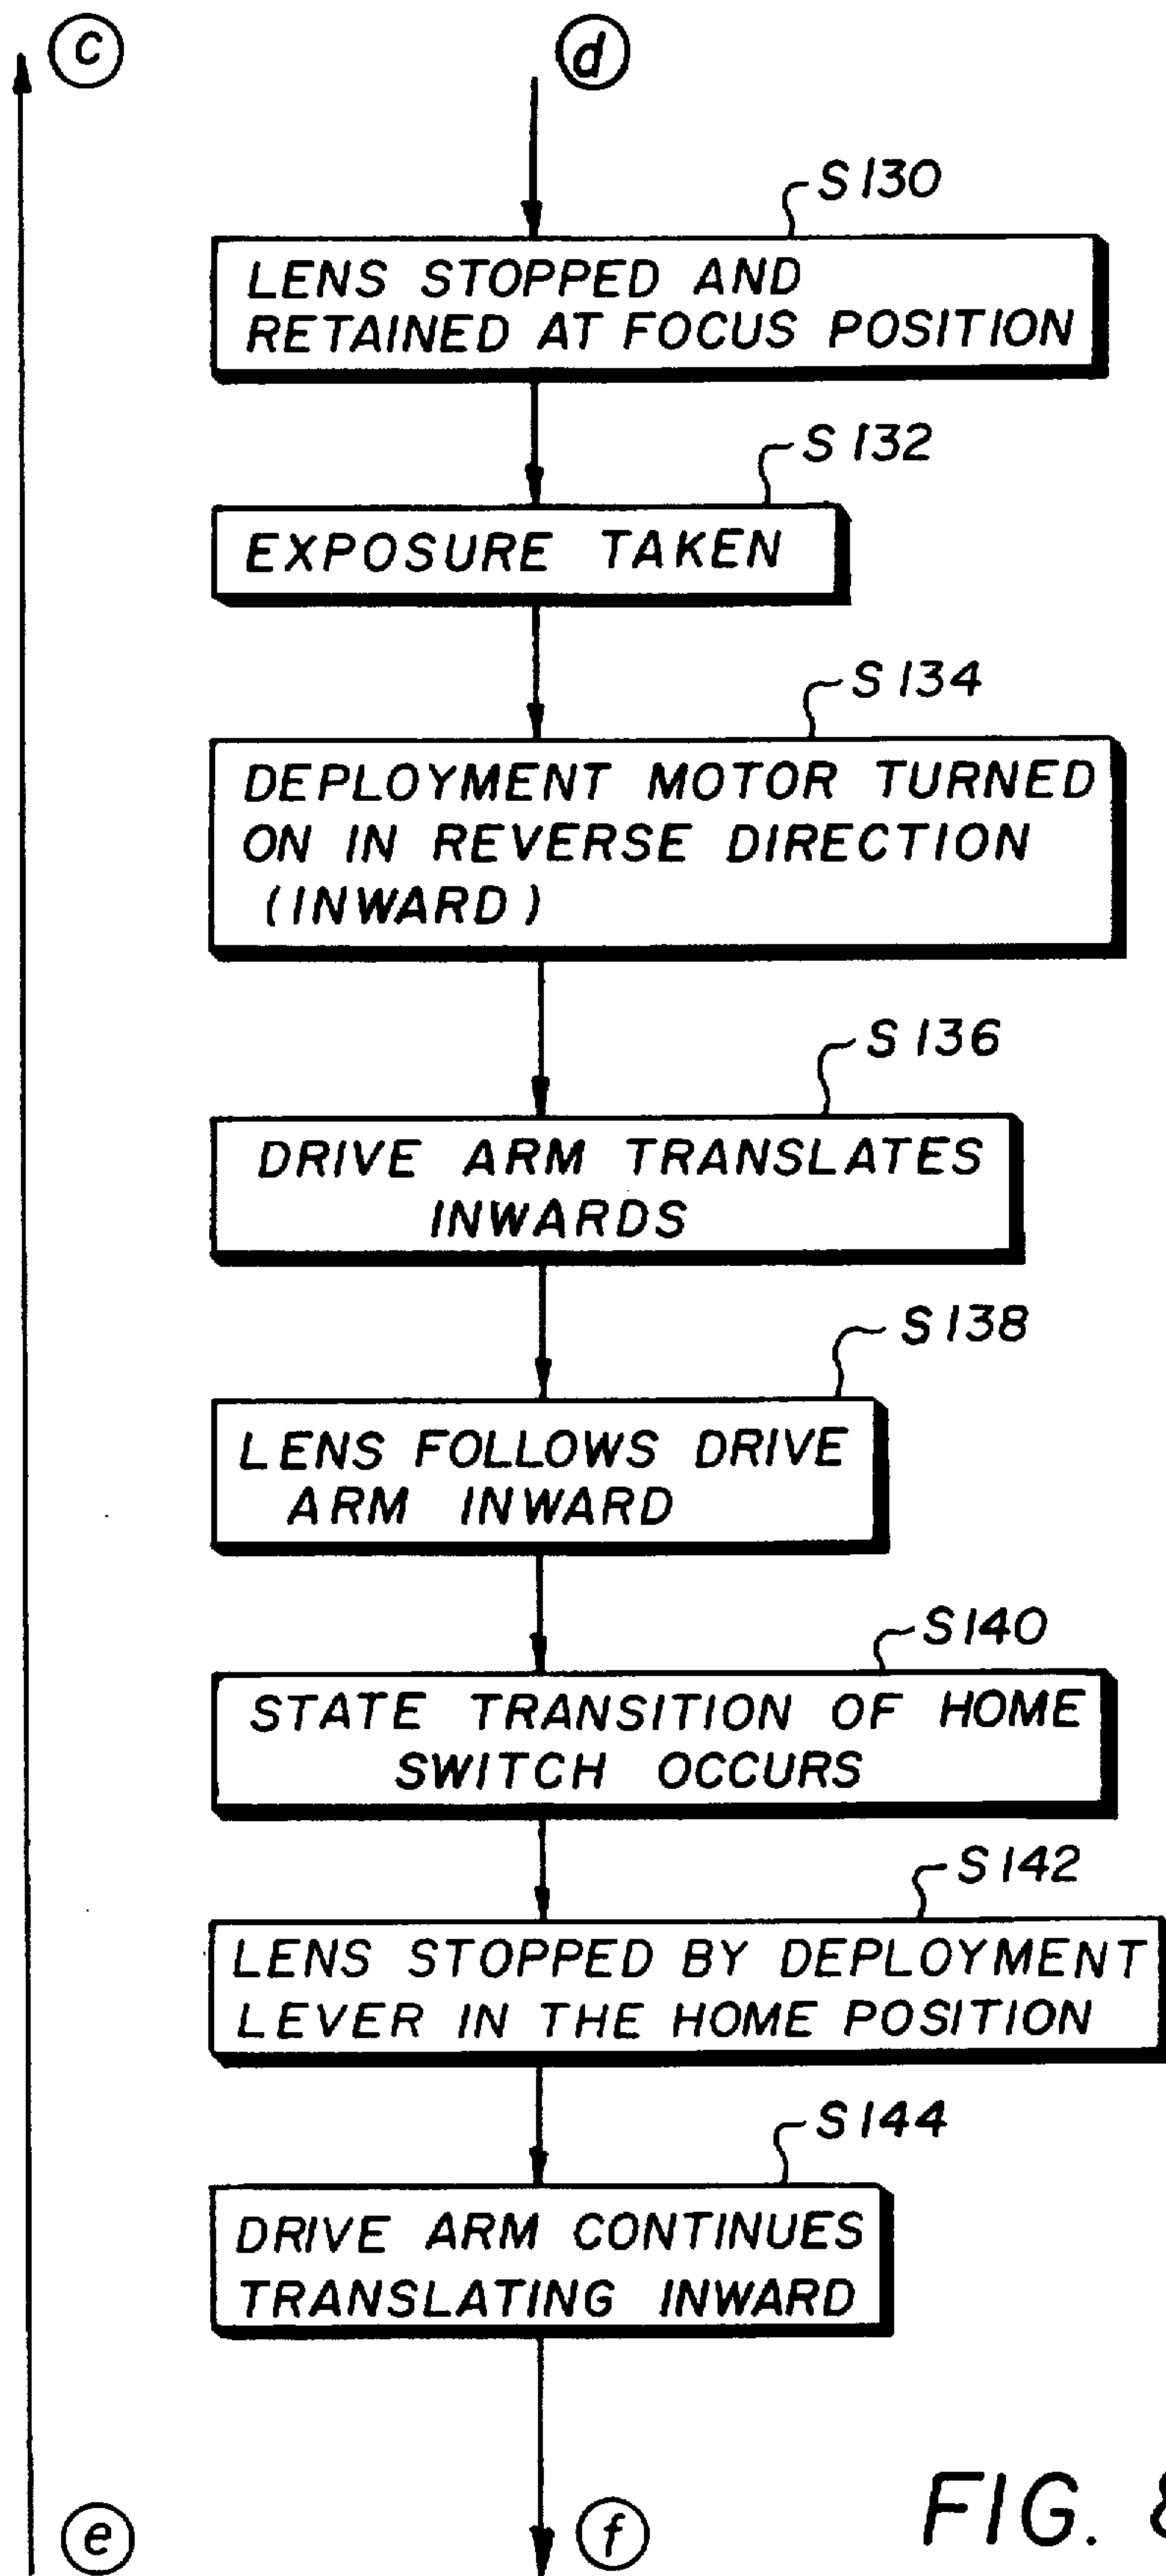 c
d
S130
LENS STOPPED AND
RETAINED AT FOCUS POSITION
S132
EXPOSURE TAKEN
S134
DEPLOYMENT MOTOR TURNED
ON IN REVERSE DIRECTION
(INWARD)
S136
DRIVE ARM TRANSLATES
INWARDS
S138
LENS FOLLOWS DRIVE
ARM INWARD
S140
STATE TRANSITION OF HOME
SWITCH OCCURS
S142
LENS STOPPED BY DEPLOYMENT
LEVER IN THE HOME POSITION
S144
DRIVE ARM CONTINUES
TRANSLATING INWARD
e
f
FIG.